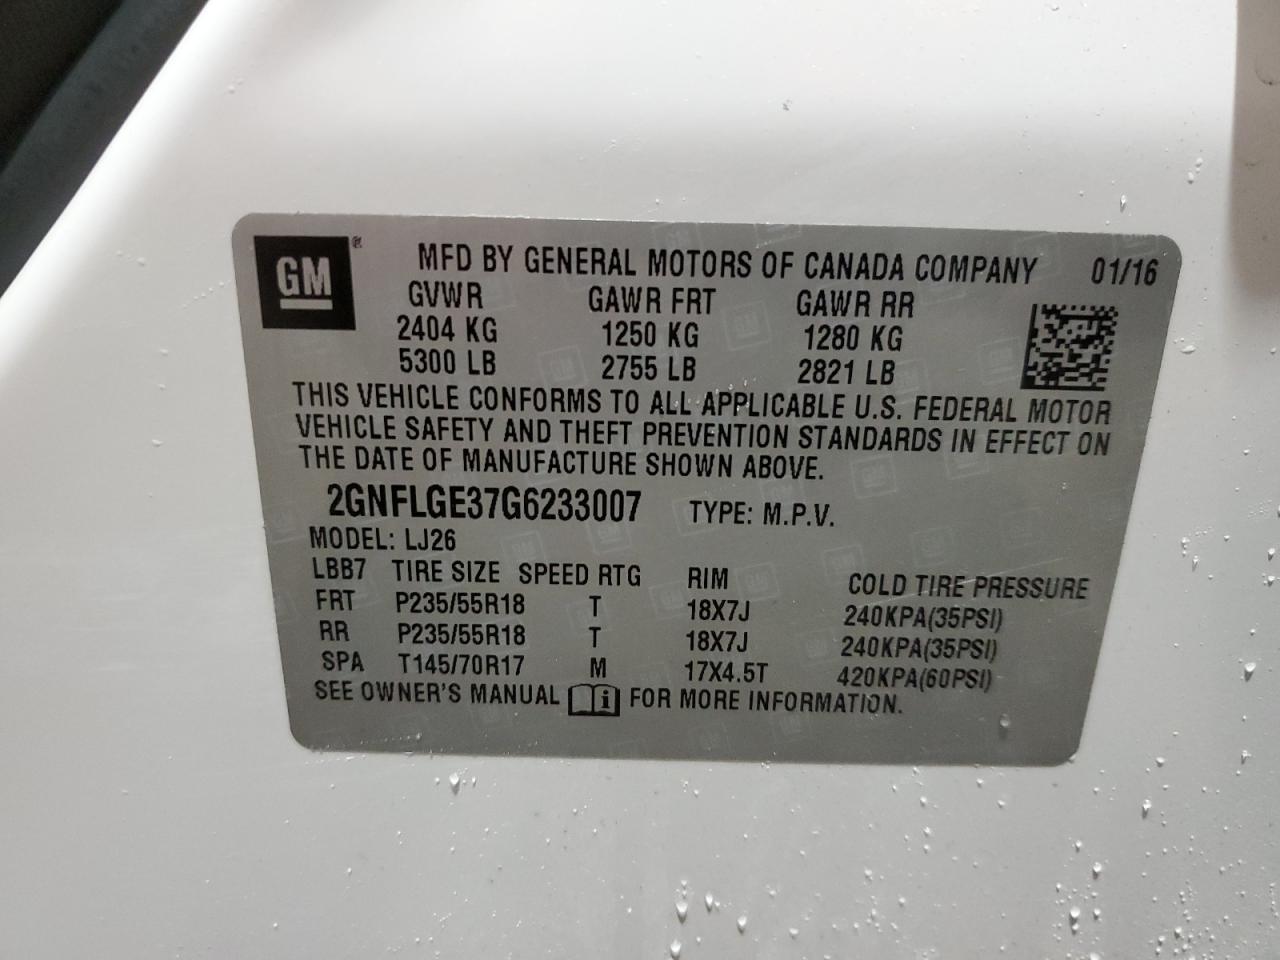 GM ®
MFD BY GENERAL MOTORS OF CANADA COMPANY 01/16
GVWR GAWR FRT GAWR RR
2404 KG 1250 KG 1280 KG
5300 LB 2755 LB 2821 LB
THIS VEHICLE CONFORMS TO ALL APPLICABLE U.S. FEDERAL MOTOR
VEHICLE SAFETY AND THEFT PREVENTION STANDARDS IN EFFECT ON
THE DATE OF MANUFACTURE SHOWN ABOVE.
2GNFLGE37G6233007 TYPE: M.P.V.
MODEL: LJ26
LBB7 TIRE SIZE SPEED RTG RIM COLD TIRE PRESSURE
FRT P235/55R18 T 18X7J 240KPA(35PSI)
RR P235/55R18 T 18X7J 240KPA(35PSI)
SPA T145/70R17 M 17X4.5T 420KPA(60PSI)
SEE OWNER'S MANUAL i FOR MORE INFORMATION.